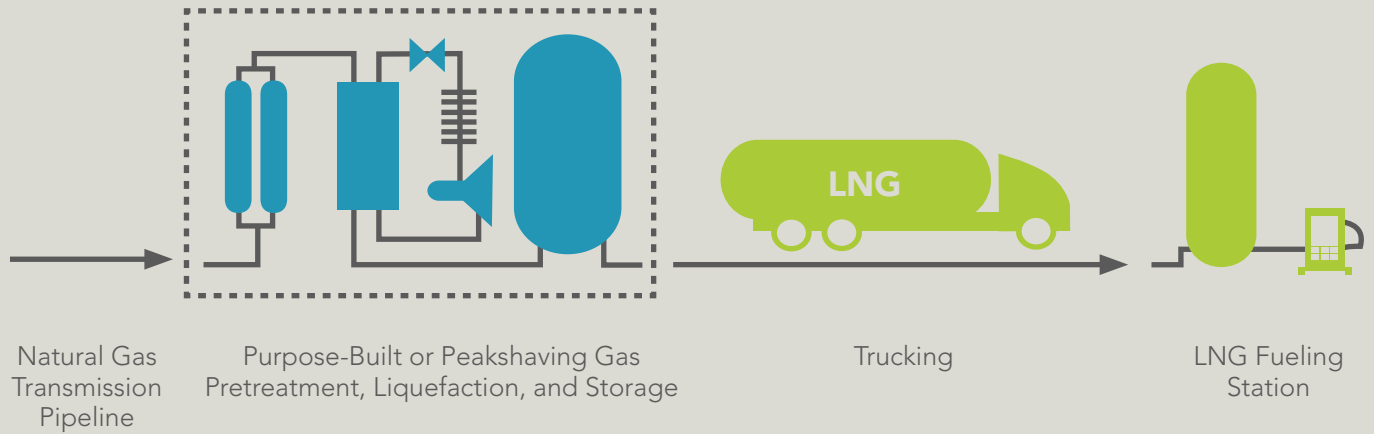 LNG
Natural Gas
Transmission
Pipeline
Purpose-Built or Peakshaving Gas
Pretreatment, Liquefaction, and Storage
Trucking
LNG Fueling
Station